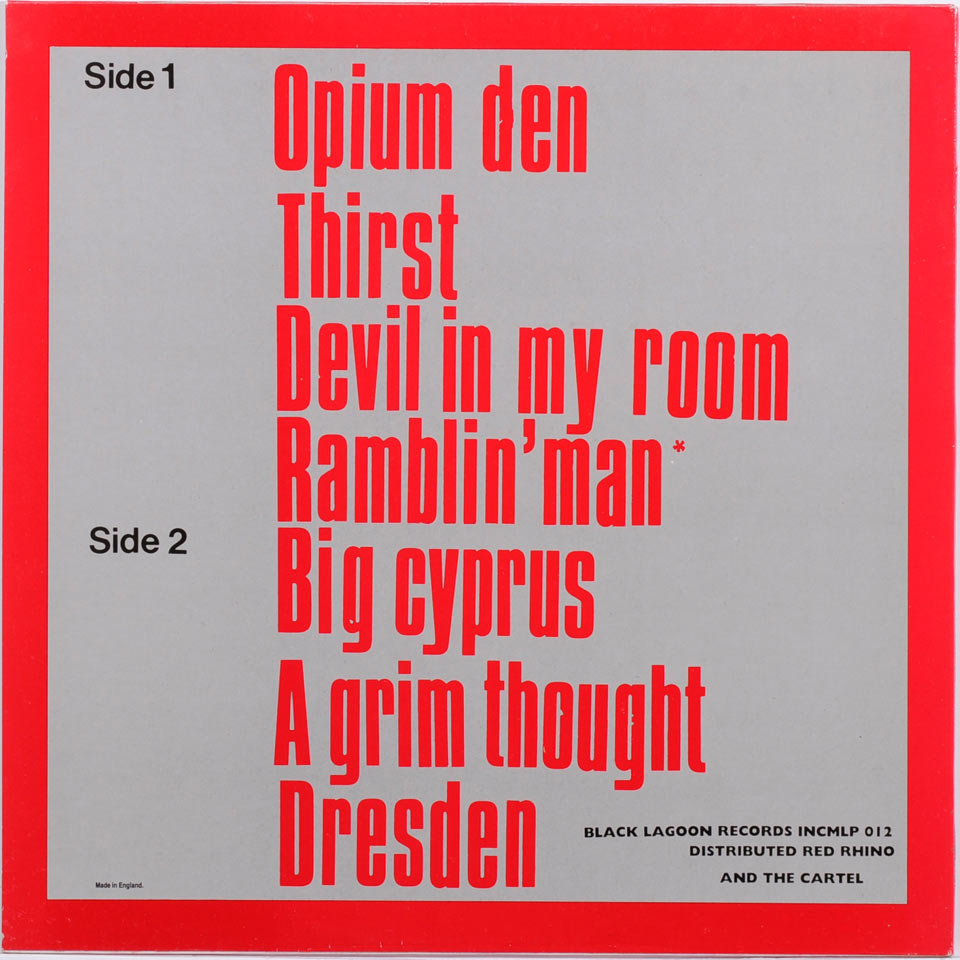 Side 1
Opium den
Thirst
Devil in my room
Ramblin' man*
Side 2
Big cyprus
A grim thought
Dresden
BLACK LAGOON RECORDS INCMLP 012
DISTRIBUTED RED RHINO
AND THE CARTEL
Made in England.